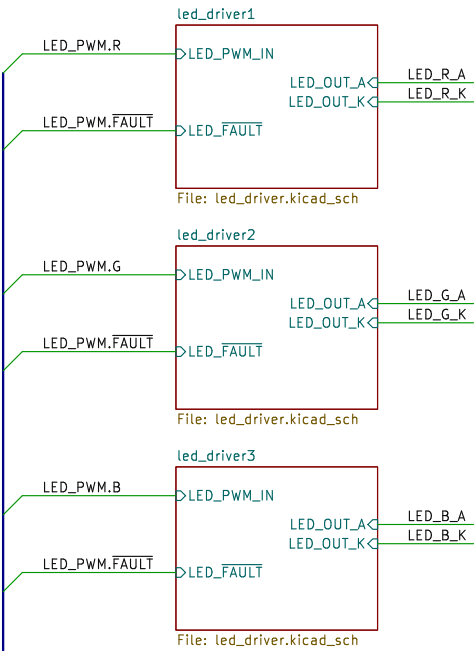 led_driver1
LED_PWM.R
LED_PWM_IN
LED_OUT_A
LED_R_A
LED_OUT_K
LED_R_K
LED_PWM.FAULT
LED_FAULT
File: led_driver.kicad_sch
led_driver2
LED_PWM.G
LED_PWM_IN
LED_OUT_A
LED_G_A
LED_OUT_K
LED_G_K
LED_PWM.FAULT
LED_FAULT
File: led_driver.kicad_sch
led_driver3
LED_PWM.B
LED_PWM_IN
LED_OUT_A
LED_B_A
LED_OUT_K
LED_B_K
LED_PWM.FAULT
LED_FAULT
File: led_driver.kicad_sch